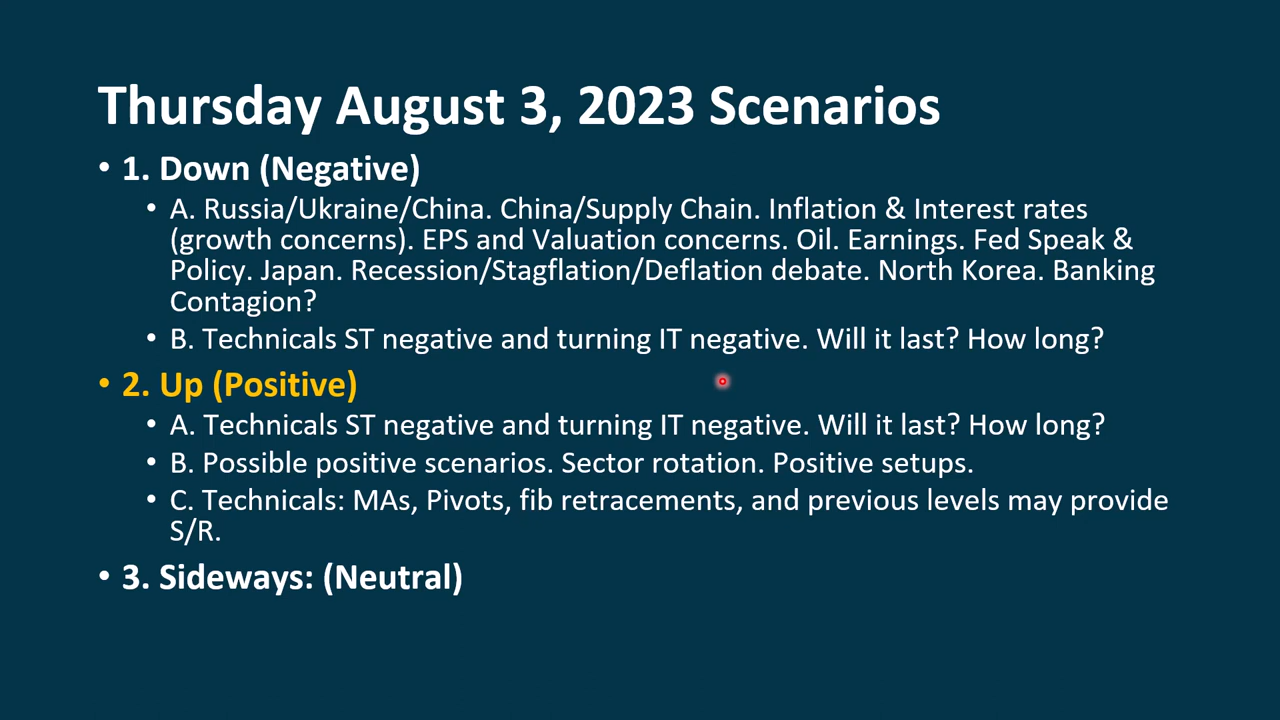 Thursday August 3, 2023 Scenarios
• 1. Down (Negative)
• A. Russia/Ukraine/China. China/Supply Chain. Inflation & Interest rates
(growth concerns). EPS and Valuation concerns. Oil. Earnings. Fed Speak &
Policy. Japan. Recession/Stagflation/Deflation debate. North Korea. Banking
Contagion?
• B. Technicals ST negative and turning IT negative. Will it last? How long?
• 2. Up (Positive)
• A. Technicals ST negative and turning IT negative. Will it last? How long?
• B. Possible positive scenarios. Sector rotation. Positive setups.
• C. Technicals: MAs, Pivots, fib retracements, and previous levels may provide
S/R.
• 3. Sideways: (Neutral)